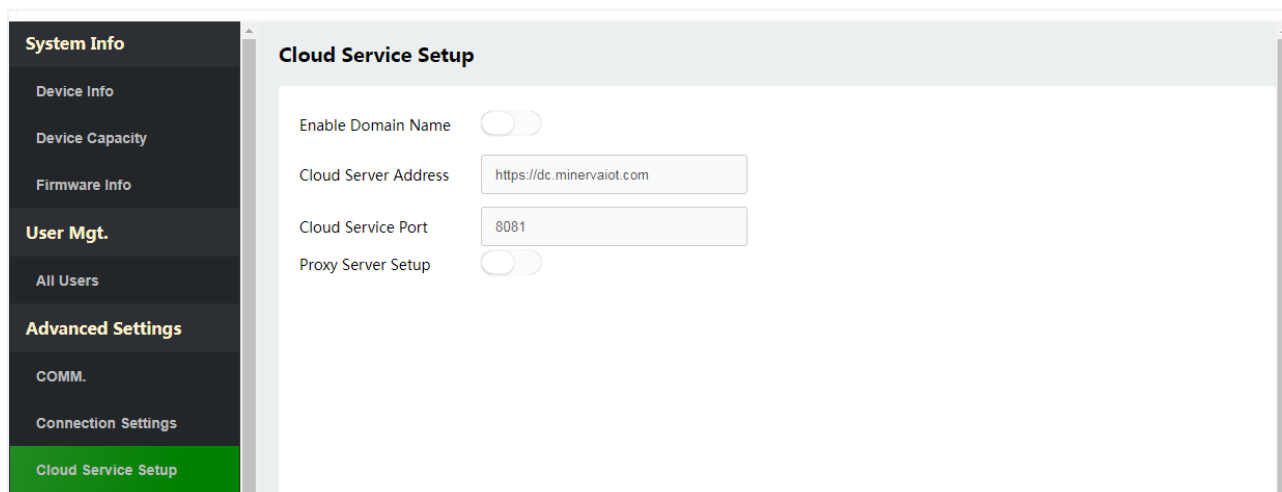 System Info
Device Info
Device Capacity
Firmware Info
User Mgt.
All Users
Advanced Settings
COMM.
Connection Settings
Cloud Service Setup
Cloud Service Setup
Enable Domain Name
Cloud Server Address https://dc.minervaiot.com
Cloud Service Port 8081
Proxy Server Setup